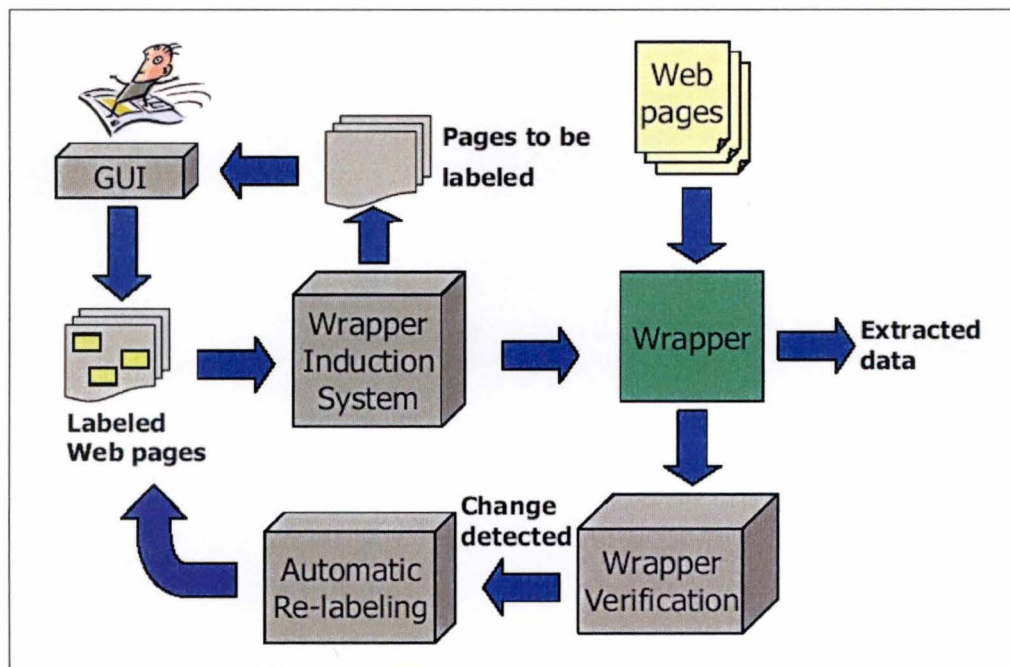 Web
pages
Pages to be
labeled
GUI
Wrapper
Induction
System
Wrapper
Extracted
data
Labeled
Web pages
Change
detected
Automatic
Re-labeling
Wrapper
Verification